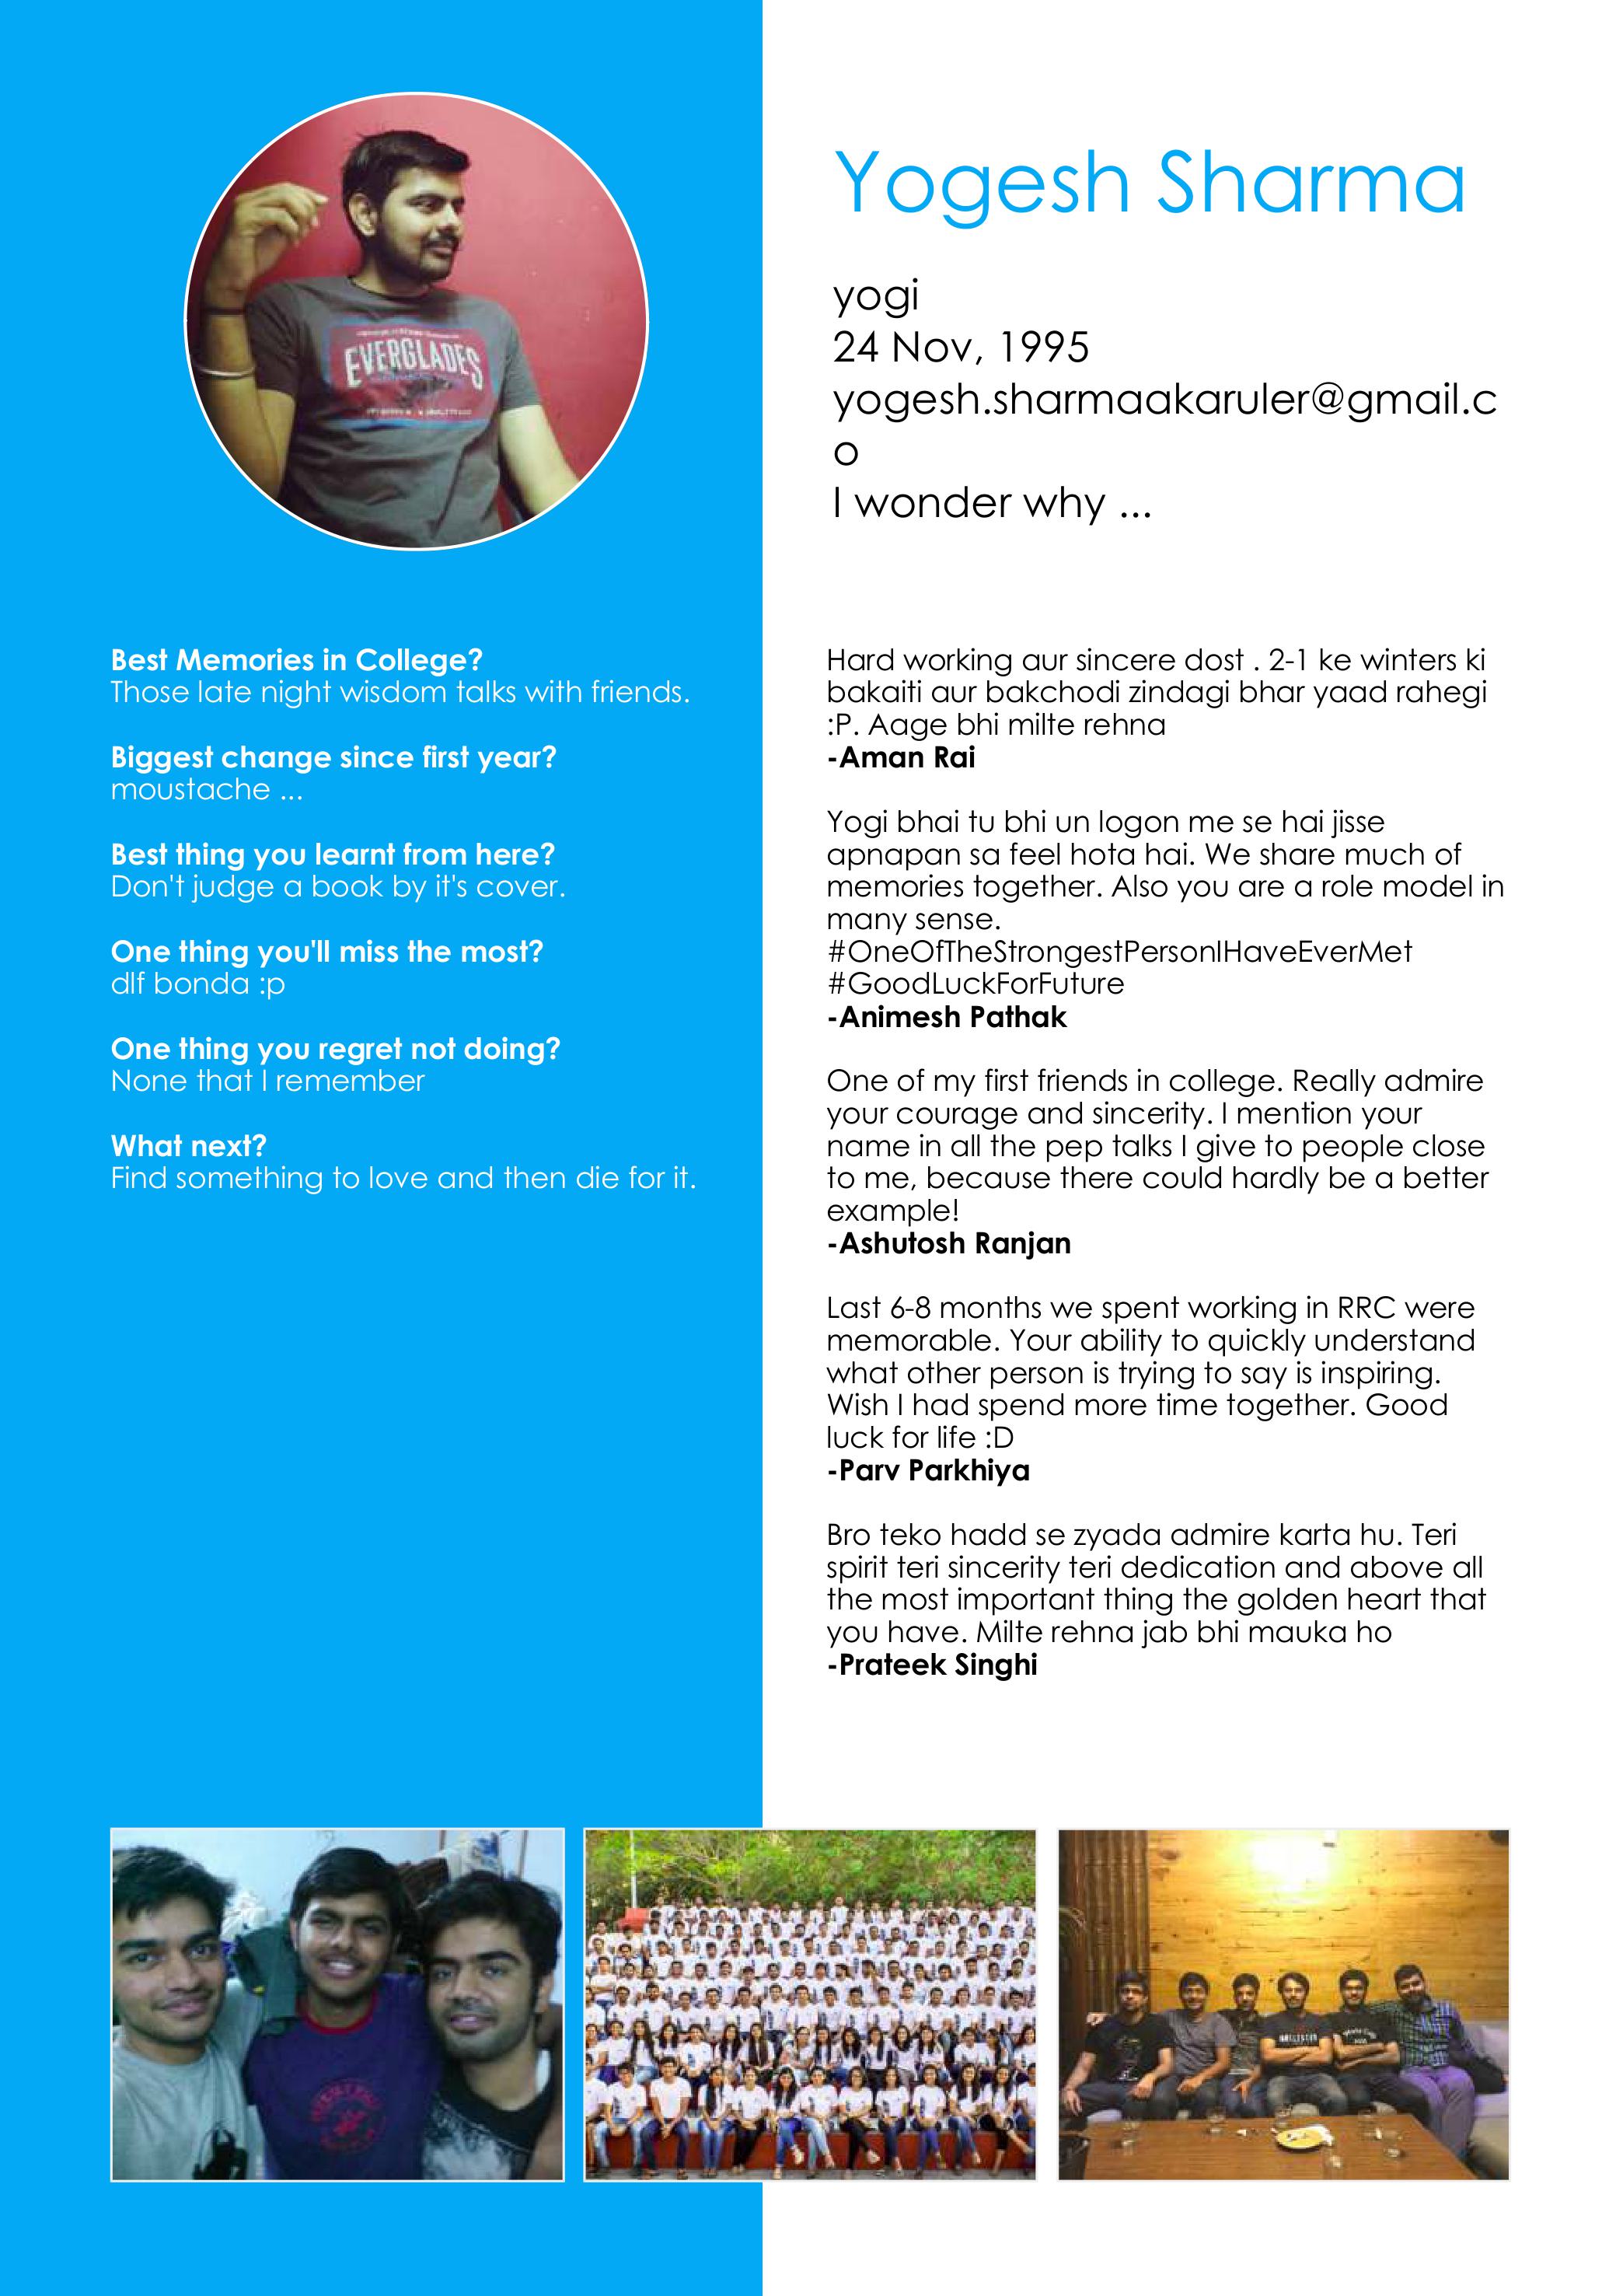 EVERGLADES
Yogesh Sharma
yogi
24 Nov, 1995
yogesh.sharmaakaruler@gmail.c
o
I wonder why ...
Best Memories in College?
Those late night wisdom talks with friends.
Biggest change since first year?
moustache ...
Best thing you learnt from here?
Don't judge a book by it's cover.
One thing you'll miss the most?
dlf bonda :p
One thing you regret not doing?
None that I remember
What next?
Find something to love and then die for it.
Hard working aur sincere dost . 2-1 ke winters ki
bakaiti aur bakchodi zindagi bhar yaad rahegi
:P. Aage bhi milte rehna
-Aman Rai
Yogi bhai tu bhi un logon me se hai jisse
apnapan sa feel hota hai. We share much of
memories together. Also you are a role model in
many sense.
#OneOfTheStrongestPersonIHaveEverMet
#GoodLuckForFuture
-Animesh Pathak
One of my first friends in college. Really admire
your courage and sincerity. I mention your
name in all the pep talks I give to people close
to me, because there could hardly be a better
example!
-Ashutosh Ranjan
Last 6-8 months we spent working in RRC were
memorable. Your ability to quickly understand
what other person is trying to say is inspiring.
Wish I had spend more time together. Good
luck for life :D
-Parv Parkhiya
Bro teko hadd se zyada admire karta hu. Teri
spirit teri sincerity teri dedication and above all
the most important thing the golden heart that
you have. Milte rehna jab bhi mauka ho
-Prateek Singhi